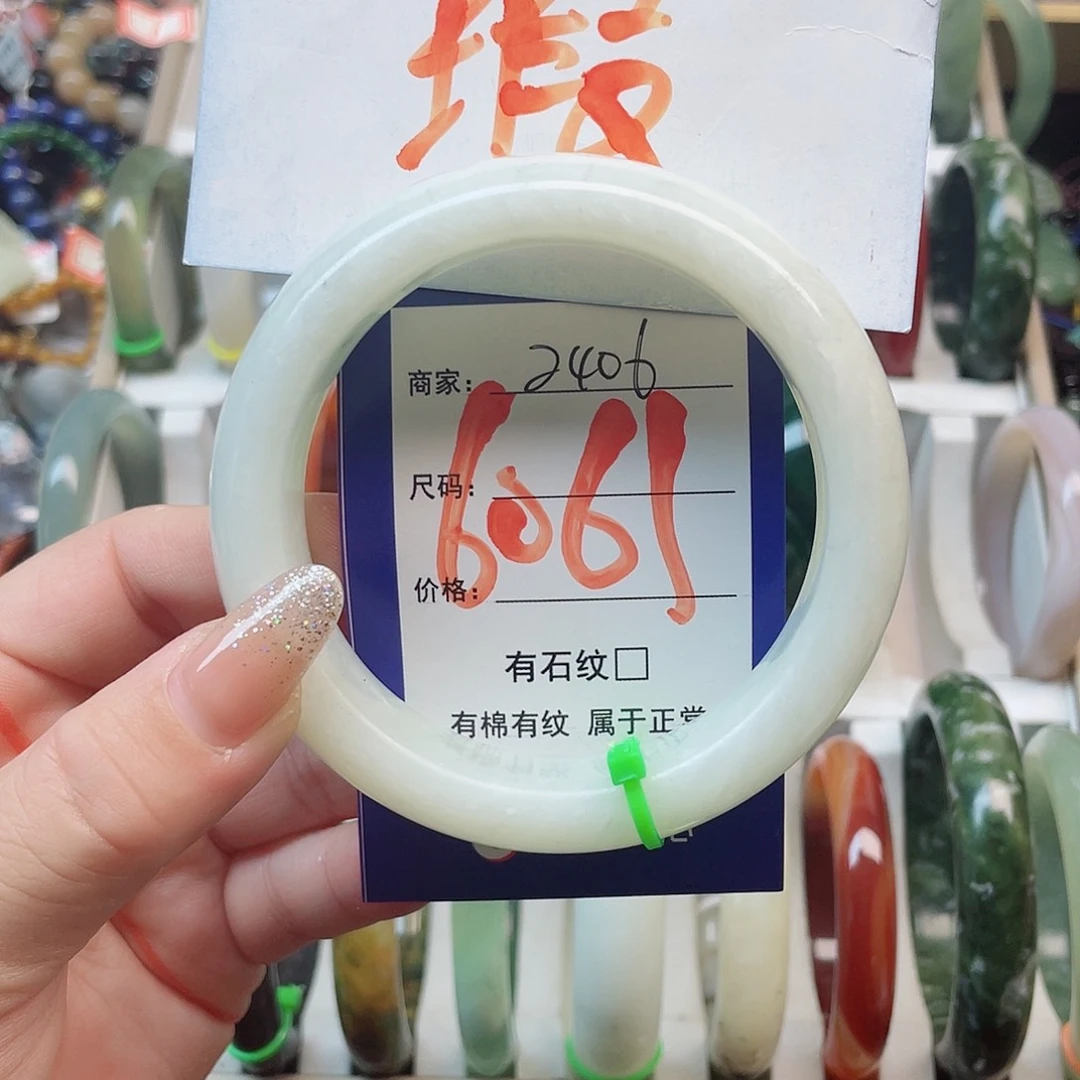 商家： 2406
尺码：
6061
价格：
有石纹□
有棉有纹 属于正常